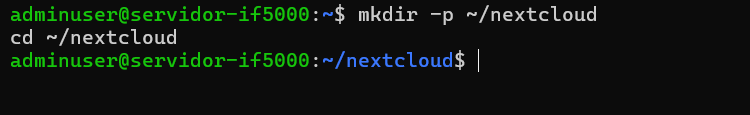 adminuser@servidor-if5000:~$ mkdir -p ~/nextcloud
cd ~/nextcloud
adminuser@servidor-if5000:~/nextcloud$